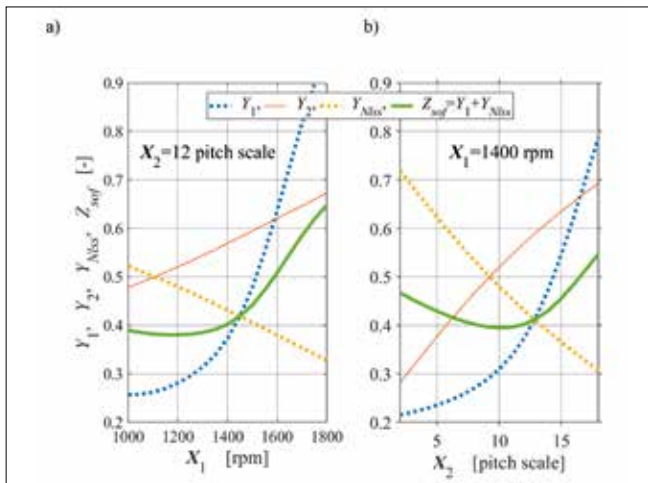 a)
b)
0.9
0.8
0.7
0.6
0.5
0.4
0.3
0.2
1000 1200 1400 1600 1800
X1 [rpm]
Y1, Y2, YNlss, Zsof [-]
X2=12 pitch scale
Y1, Y2, YNlss, Zsof=Y1+YNlss
0.9
0.8
0.7
0.6
0.5
0.4
0.3
0.2
X1=1400 rpm
5 10 15
X2 [pitch scale]